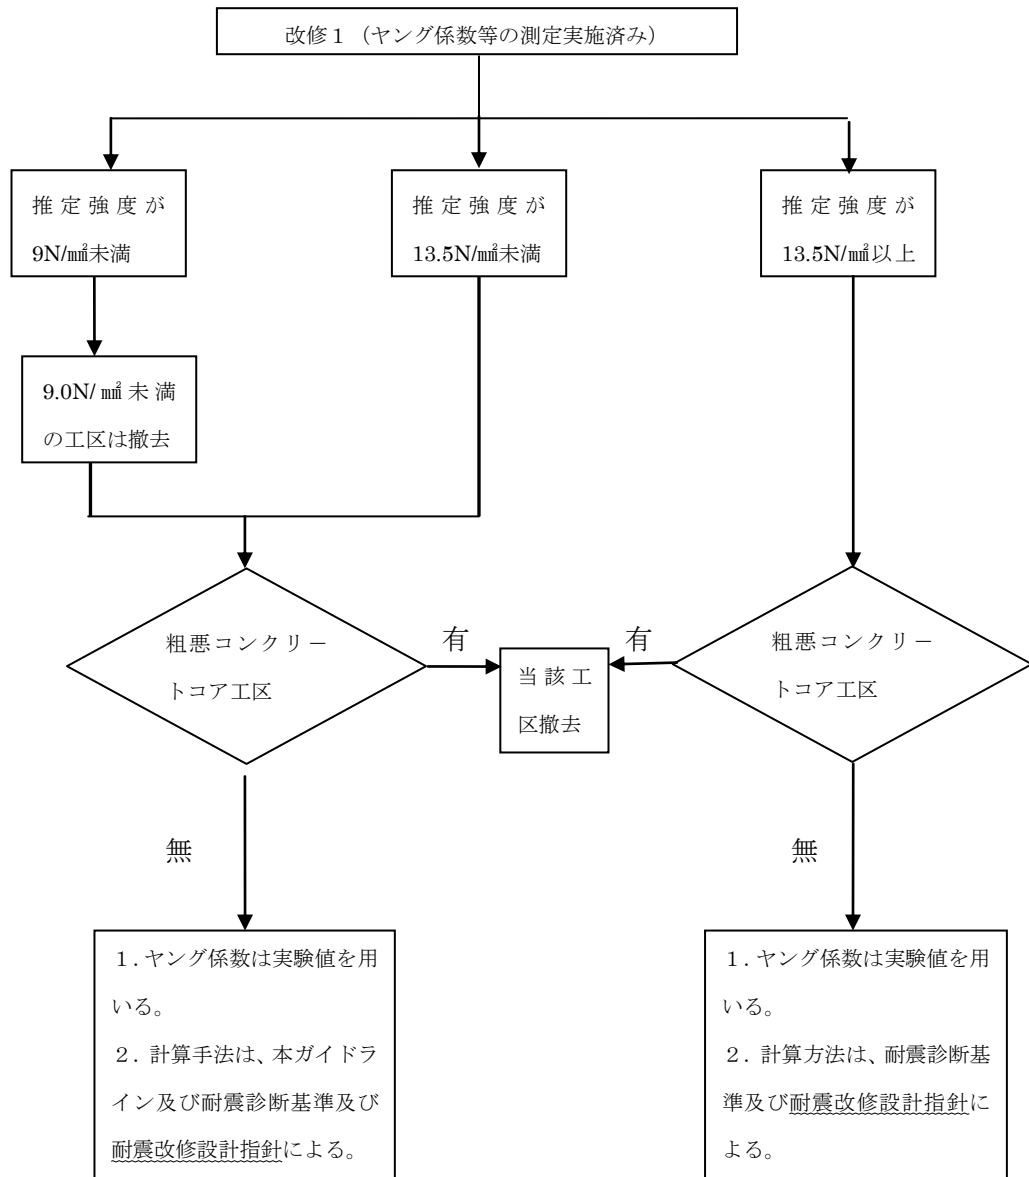 改修１（ヤング係数等の測定実施済み）
推定強度が
9N/㎟未満
推定強度が
13.5N/㎟未満
推定強度が
13.5N/㎟以上
9.0N/㎟未満
の工区は撤去
粗悪コンクリー
トコア工区
有
有
当該工
区撤去
粗悪コンクリー
トコア工区
無
無
１.ヤング係数は実験値を用
いる。
２. 計算手法は、本ガイドラ
イン及び耐震診断基準及び
耐震改修設計指針による。
１.ヤング係数は実験値を用
いる。
２. 計算方法は、耐震診断基
準及び耐震改修設計指針に
よる。